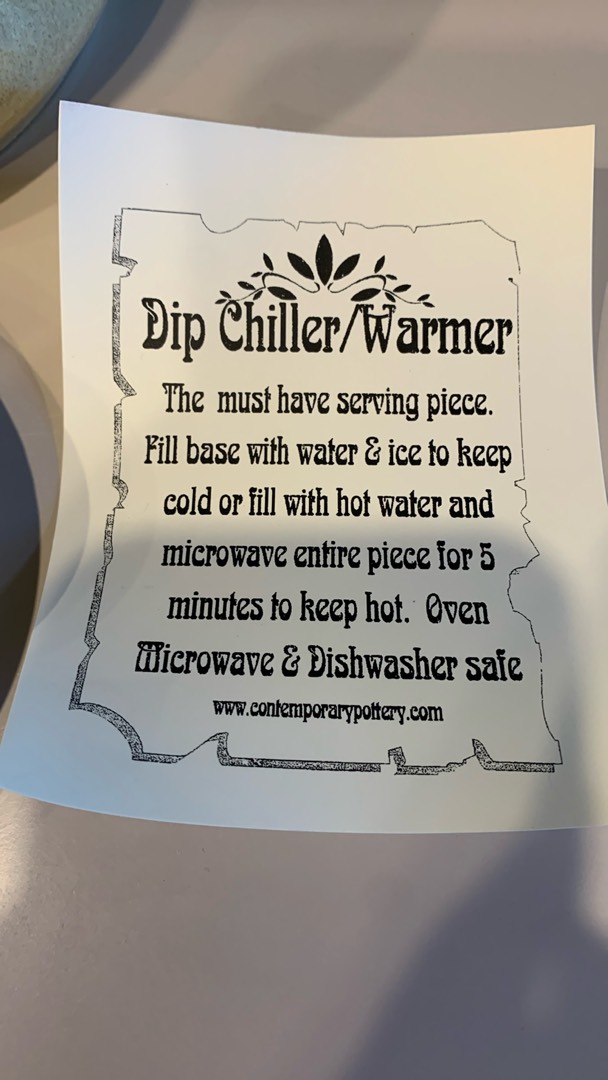 Dip Chiller/Warmer
The must have serving piece.
Fill base with water & ice to keep
cold or fill with hot water and
microwave entire piece for 5
minutes to keep hot. Oven
Microwave & Dishwasher safe
www.contemporarypottery.com